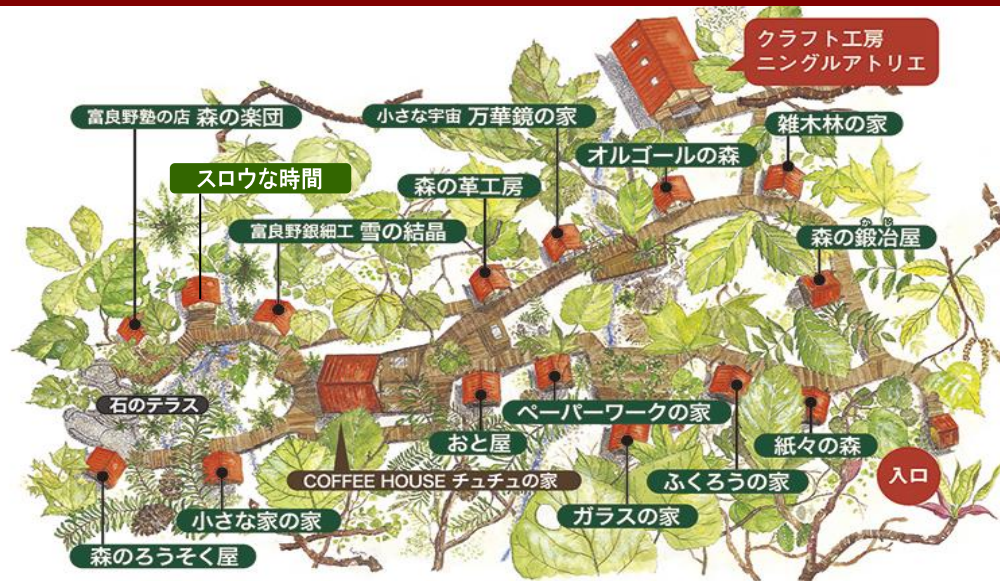 クラフト工房
ニングルアトリエ
富良野塾の店 森の楽団
小さな宇宙 万華鏡の家
雑木林の家
オルゴールの森
スロウな時間
森の革工房
富良野銀細工 雪の結晶
かじ
森の鍛冶屋
石のテラス
ペーパーワークの家
おと屋
紙々の森
COFFEE HOUSE チュチュの家
ふくろうの家
入口
小さな家の家
ガラスの家
森のろうそく屋